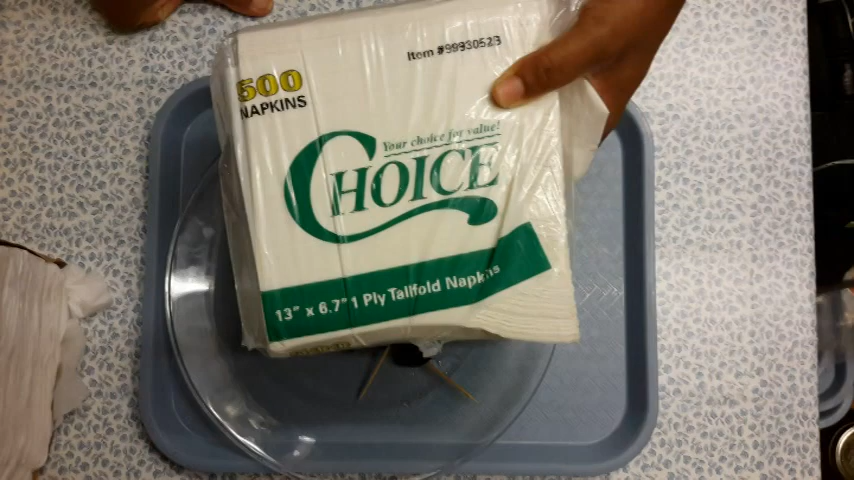 Item #99930523
500
NAPKINS
Your choice for value!
CHOICE
13" x 6.7" 1 Ply Tallfold Napkins